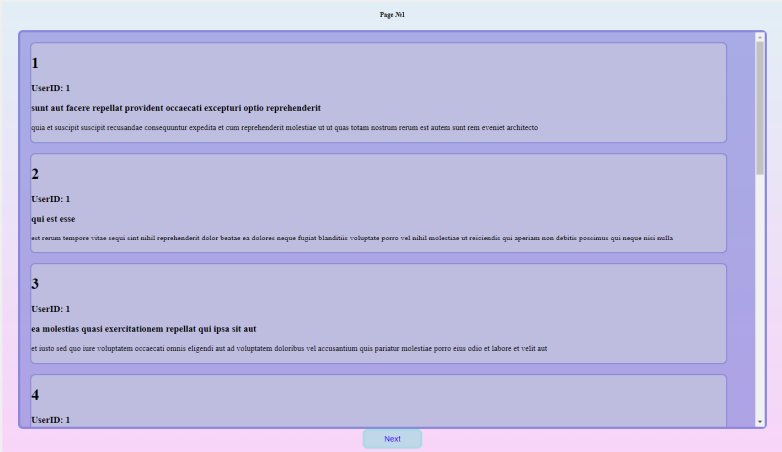 Page №1
1
UserID: 1
sunt aut facere repellat provident occaecati excepturi optio reprehenderit
quia et suscipit suscipit recusandae consequuntur expedita et cum reprehenderit molestiae ut ut quas totam nostrum rerum est autem sunt rem eveniet architecto
2
UserID: 1
qui est esse
est rerum tempore vitae sequi sint nihil reprehenderit dolor beatae ea dolores neque fugiat blanditiis voluptate porro vel nihil molestiae ut reiciendis qui aperiam non debitis possimus qui neque nisi nulla
3
UserID: 1
ea molestias quasi exercitationem repellat qui ipsa sit aut
et iusto sed quo iure voluptatem occaecati omnis eligendi aut ad voluptatem doloribus vel accusantium quis pariatur molestiae porro eius odio et labore et velit aut
4
UserID: 1
Next